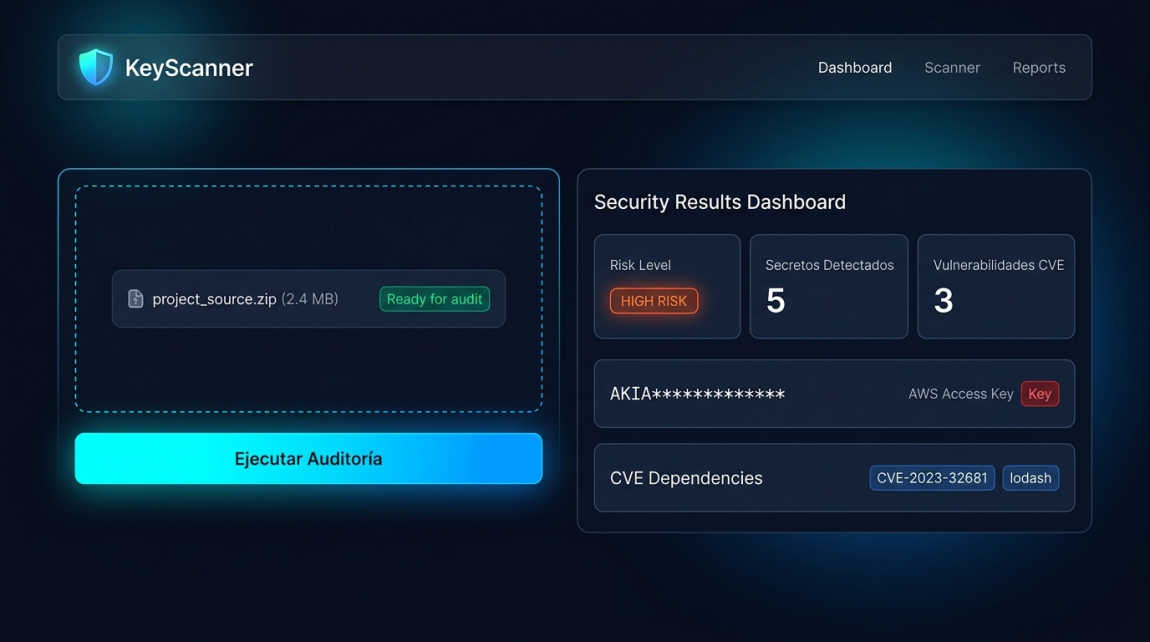 KeyScanner
Dashboard Scanner Reports
project_source.zip (2.4 MB) Ready for audit
Ejecutar Auditoría
Security Results Dashboard
Risk Level
HIGH RISK
Secretos Detectados
5
Vulnerabilidades CVE
3
AKIA************* AWS Access Key Key
CVE Dependencies CVE-2023-32681 lodash